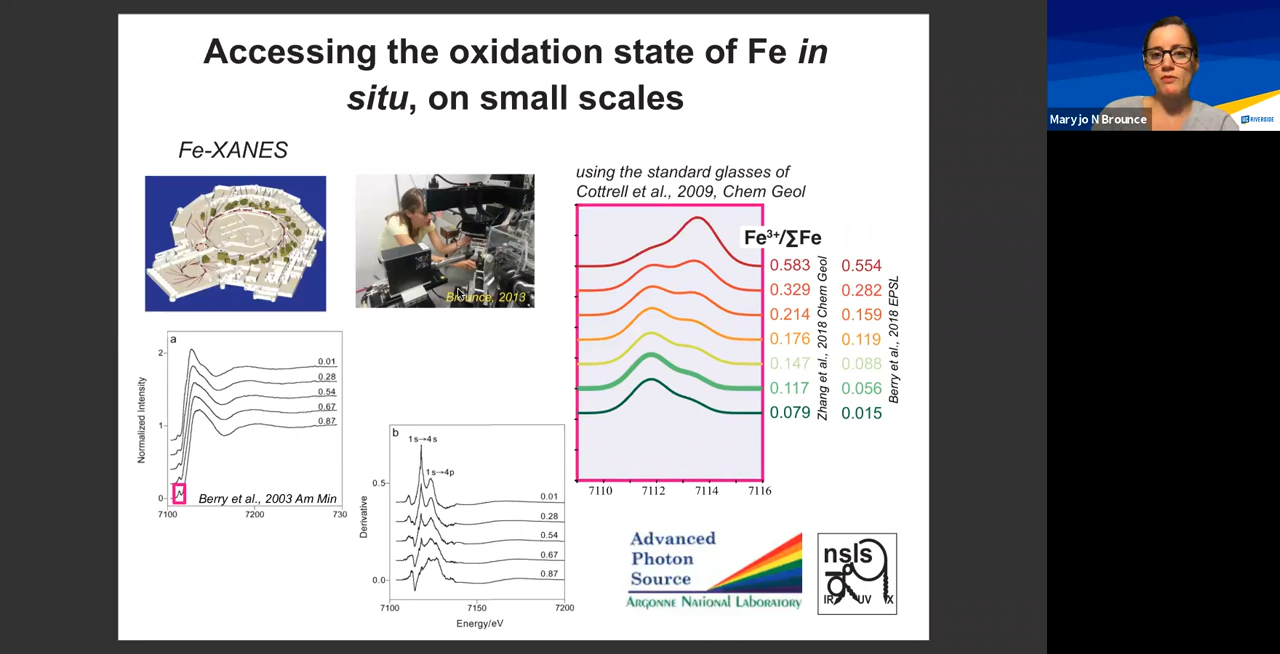 Accessing the oxidation state of Fe in
situ, on small scales
Fe-XANES
using the standard glasses of
Cottrell et al., 2009, Chem Geol
Brounce, 2013
Fe³⁺/∑Fe
0.583 0.554
0.329 0.282
0.214 0.159
0.176 0.119
0.147 0.088
0.117 0.056
0.079 0.015
Zhang et al., 2018 Chem Geol
Berry et al., 2018 EPSL
7110 7112 7114 7116
a
2
1
0
Normalized Intensity
0.01
0.28
0.54
0.67
0.87
Berry et al., 2003 Am Min
7100 7200 730
b
1s→4s
1s→4p
0.5
0.0
Derivative
0.01
0.28
0.54
0.67
0.87
7100 7150 7200
Energy/eV
Advanced
Photon
Source
Argonne National Laboratory
nsls
IR UV X
Maryjo N Brounce
UC RIVERSIDE